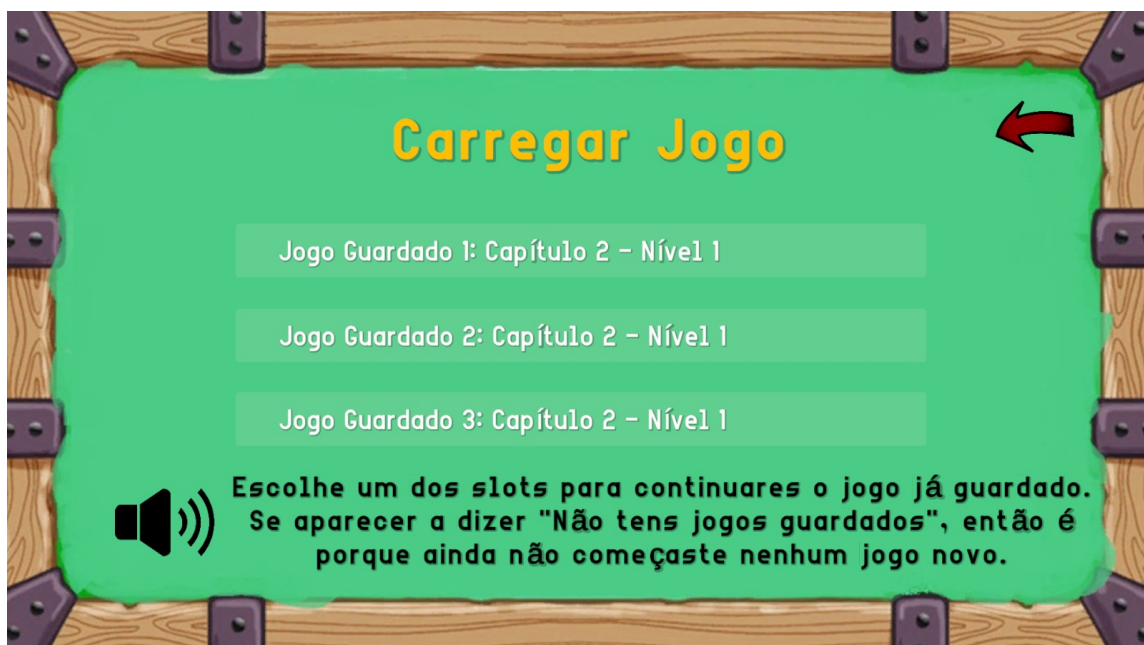 Carregar Jogo
Jogo Guardado 1: Capítulo 2 - Nível 1
Jogo Guardado 2: Capítulo 2 - Nível 1
Jogo Guardado 3: Capítulo 2 - Nível 1
Escolhe um dos slots para continuares o jogo já guardado.
Se aparecer a dizer "Não tens jogos guardados", então é
porque ainda não começaste nenhum jogo novo.